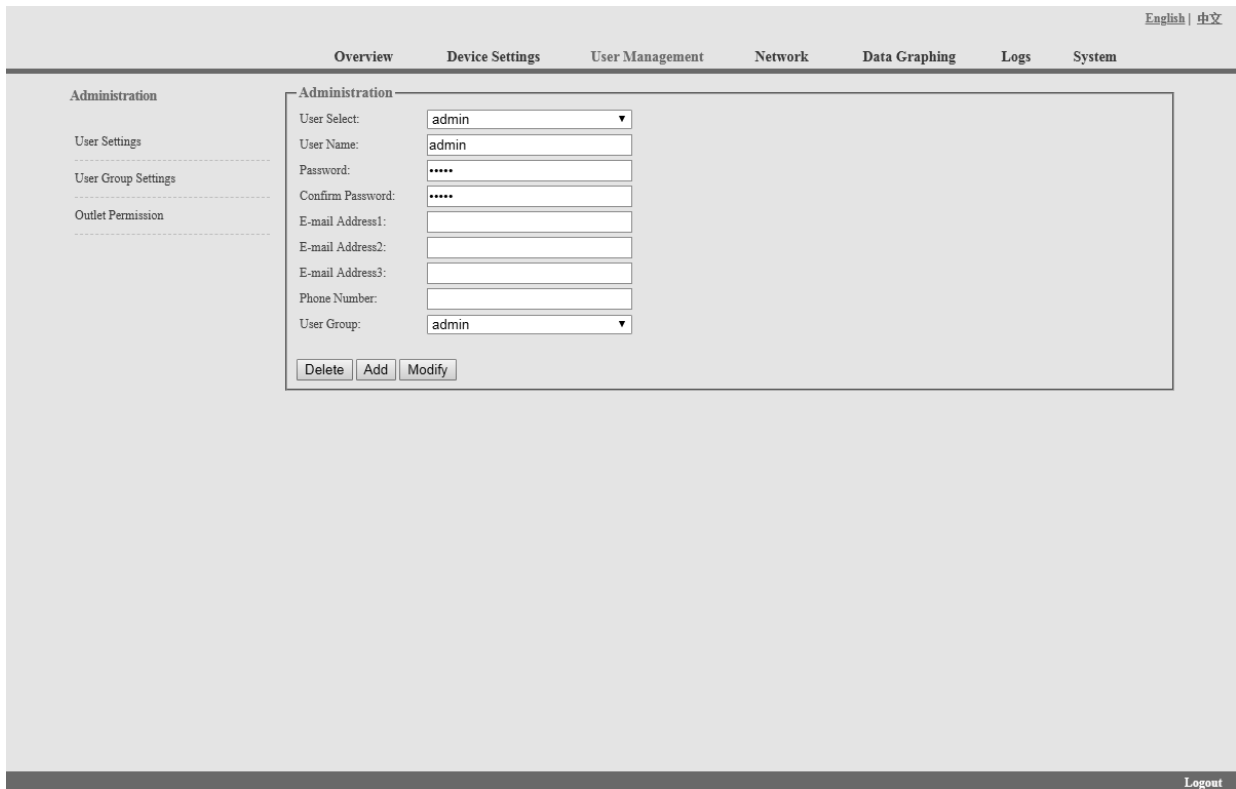 English | 中文
Overview Device Settings User Management Network Data Graphing Logs System
Administration
User Settings
User Group Settings
Outlet Permission
Administration
User Select: admin
User Name: admin
Password: •••••
Confirm Password: •••••
E-mail Address1:
E-mail Address2:
E-mail Address3:
Phone Number:
User Group: admin
Delete Add Modify
Logout